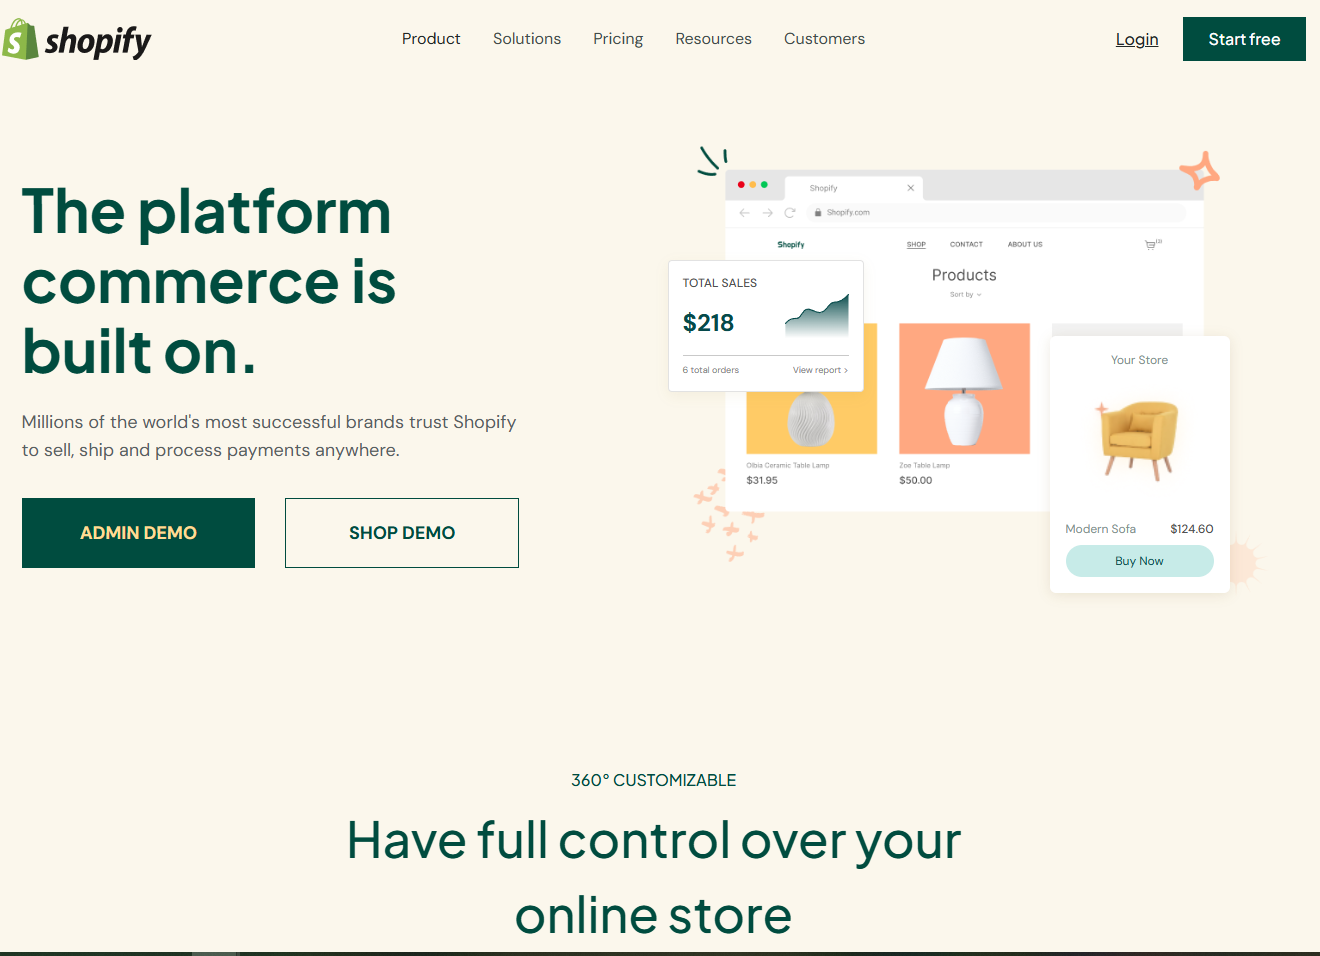 shopify
Product Solutions Pricing Resources Customers
Login
Start free
The platform
commerce is
built on.
Millions of the world's most successful brands trust Shopify
to sell, ship and process payments anywhere.
ADMIN DEMO
SHOP DEMO
Shopify
Shopify.com
Shopify
SHOP CONTACT ABOUT US
(3)
Products
Sort by
TOTAL SALES
$218
6 total orders View report >
Olbia Ceramic Table Lamp
$31.95
Zoe Table Lamp
$50.00
Your Store
Modern Sofa $124.60
Buy Now
360° CUSTOMIZABLE
Have full control over your
online store